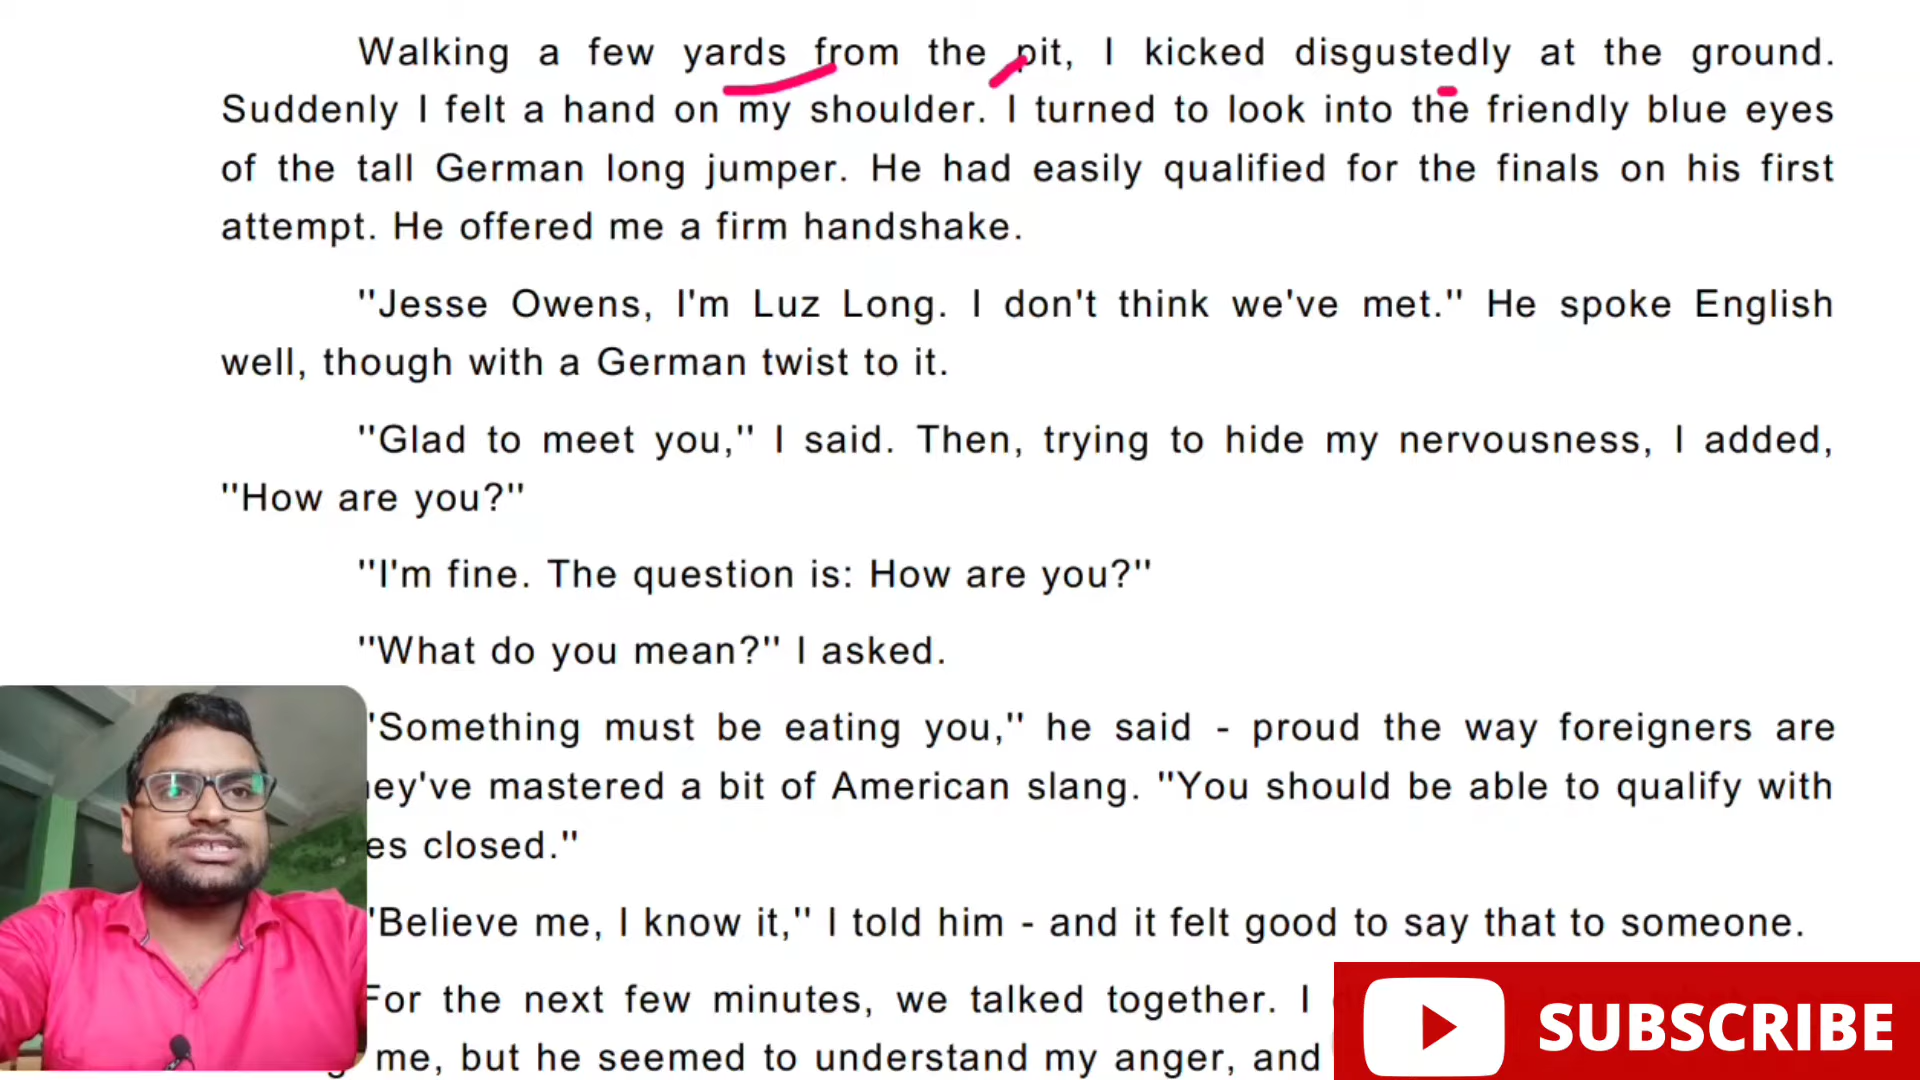 Walking a few yards from the pit, I kicked disgustedly at the ground.
Suddenly I felt a hand on my shoulder. I turned to look into the friendly blue eyes
of the tall German long jumper. He had easily qualified for the finals on his first
attempt. He offered me a firm handshake.
"Jesse Owens, I'm Luz Long. I don't think we've met." He spoke English
well, though with a German twist to it.
"Glad to meet you," I said. Then, trying to hide my nervousness, I added,
"How are you?"
"I'm fine. The question is: How are you?"
"What do you mean?" I asked.
"Something must be eating you," he said - proud the way foreigners are
ey've mastered a bit of American slang. "You should be able to qualify with
es closed."
"Believe me, I know it," I told him - and it felt good to say that to someone.
For the next few minutes, we talked together. I
me, but he seemed to understand my anger, and
SUBSCRIBE